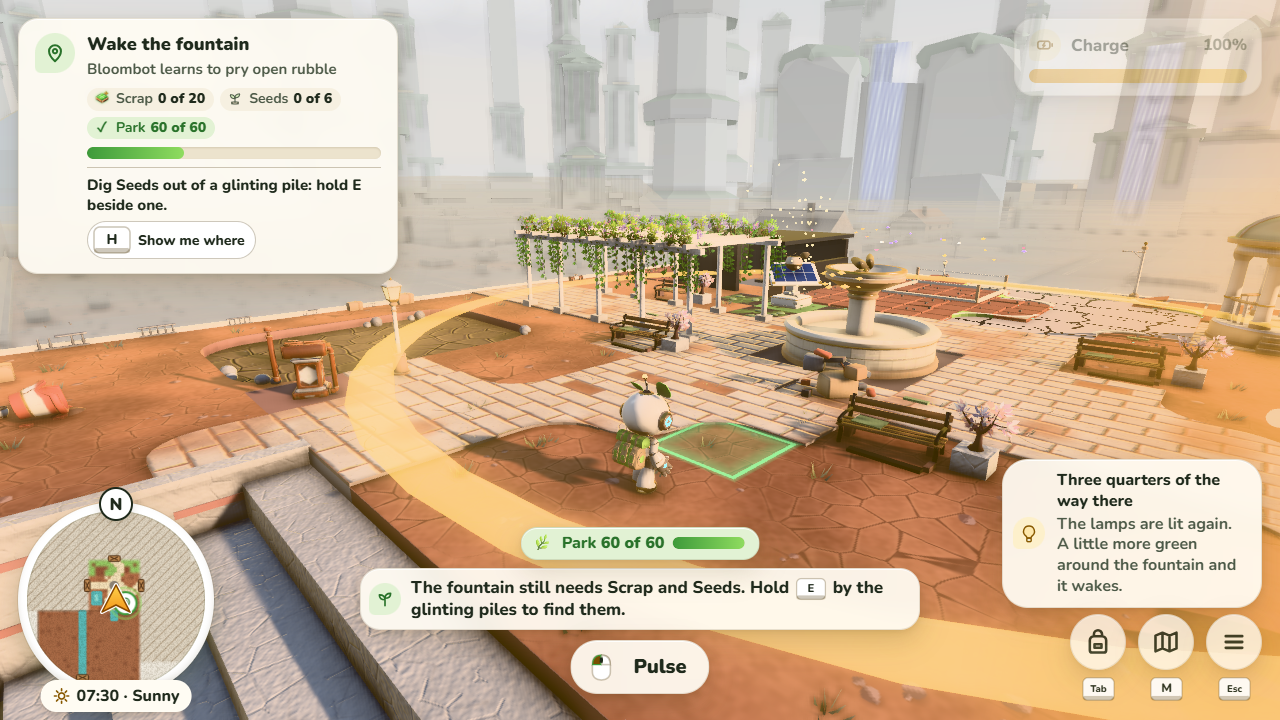 Wake the fountain
Bloombot learns to pry open rubble
Scrap 0 of 20
Seeds 0 of 6
Park 60 of 60
Dig Seeds out of a glinting pile: hold E
beside one.
H Show me where
Charge 100%
Three quarters of the
way there
The lamps are lit again.
A little more green
around the fountain and
it wakes.
Park 60 of 60
The fountain still needs Scrap and Seeds. Hold E by the
glinting piles to find them.
Pulse
N
07:30 · Sunny
Tab
M
Esc